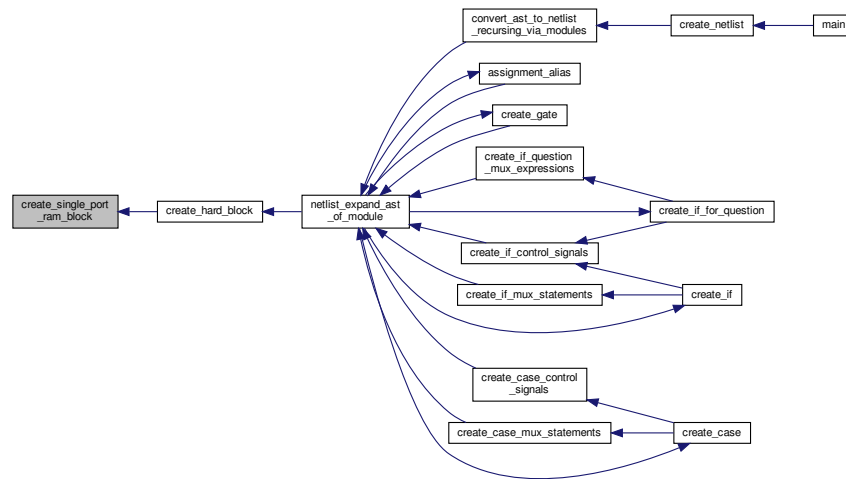 convert_ast_to_netlist
_recursing_via_modules
create_netlist
main
assignment_alias
create_gate
create_if_question
_mux_expressions
create_single_port
_ram_block
create_hard_block
netlist_expand_ast
_of_module
create_if_for_question
create_if_control_signals
create_if_mux_statements
create_if
create_case_control
_signals
create_case_mux_statements
create_case